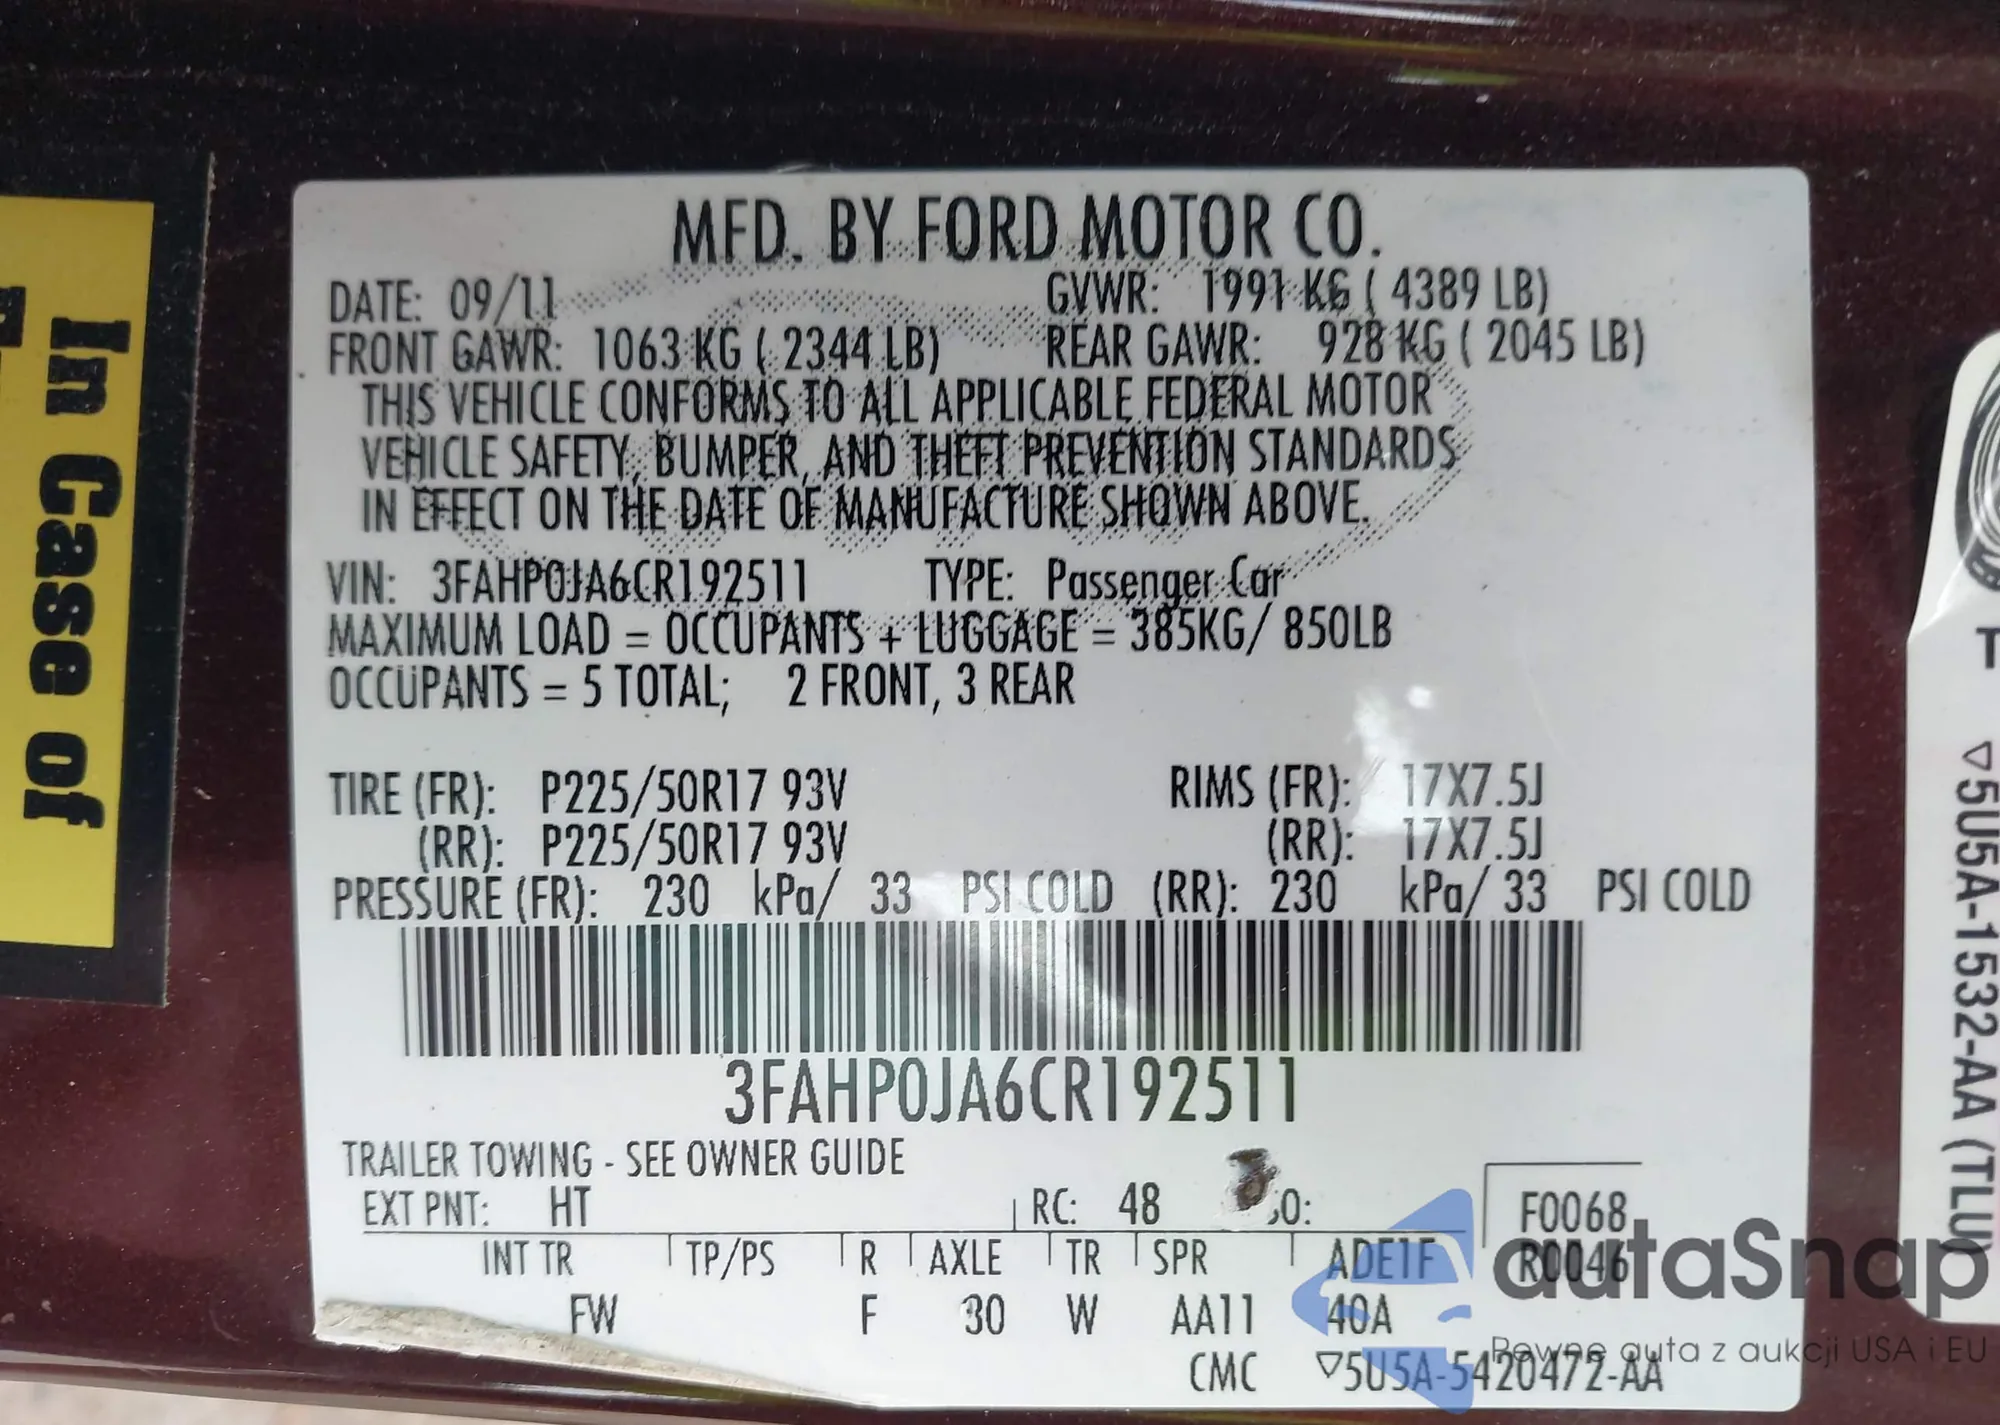 MFD. BY FORD MOTOR CO.
DATE: 09/11 GVWR: 1991 KG ( 4389 LB)
FRONT GAWR: 1063 KG ( 2344 LB) REAR GAWR: 928 KG ( 2045 LB)
THIS VEHICLE CONFORMS TO ALL APPLICABLE FEDERAL MOTOR
VEHICLE SAFETY, BUMPER, AND THEFT PREVENTION STANDARDS
IN EFFECT ON THE DATE OF MANUFACTURE SHOWN ABOVE.
VIN: 3FAHP0JA6CR192511 TYPE: Passenger Car
MAXIMUM LOAD = OCCUPANTS + LUGGAGE = 385KG/ 850LB
OCCUPANTS = 5 TOTAL; 2 FRONT, 3 REAR
TIRE (FR): P225/50R17 93V RIMS (FR): 17X7.5J
(RR): P225/50R17 93V (RR): 17X7.5J
PRESSURE (FR): 230 kPa/ 33 PSI COLD (RR): 230 kPa/ 33 PSI COLD
3FAHP0JA6CR192511
TRAILER TOWING - SEE OWNER GUIDE
EXT PNT: HT RC: 48 F0068
INT TR TP/PS R AXLE TR SPR ADE1F R0046
FW F 30 W AA11 40A
CMC ▽5U5A-5420472-AA
In Case of
T ▽5U5A-1532-AA (TLU)
autaSnap
Pewne auta z aukcji USA i EU